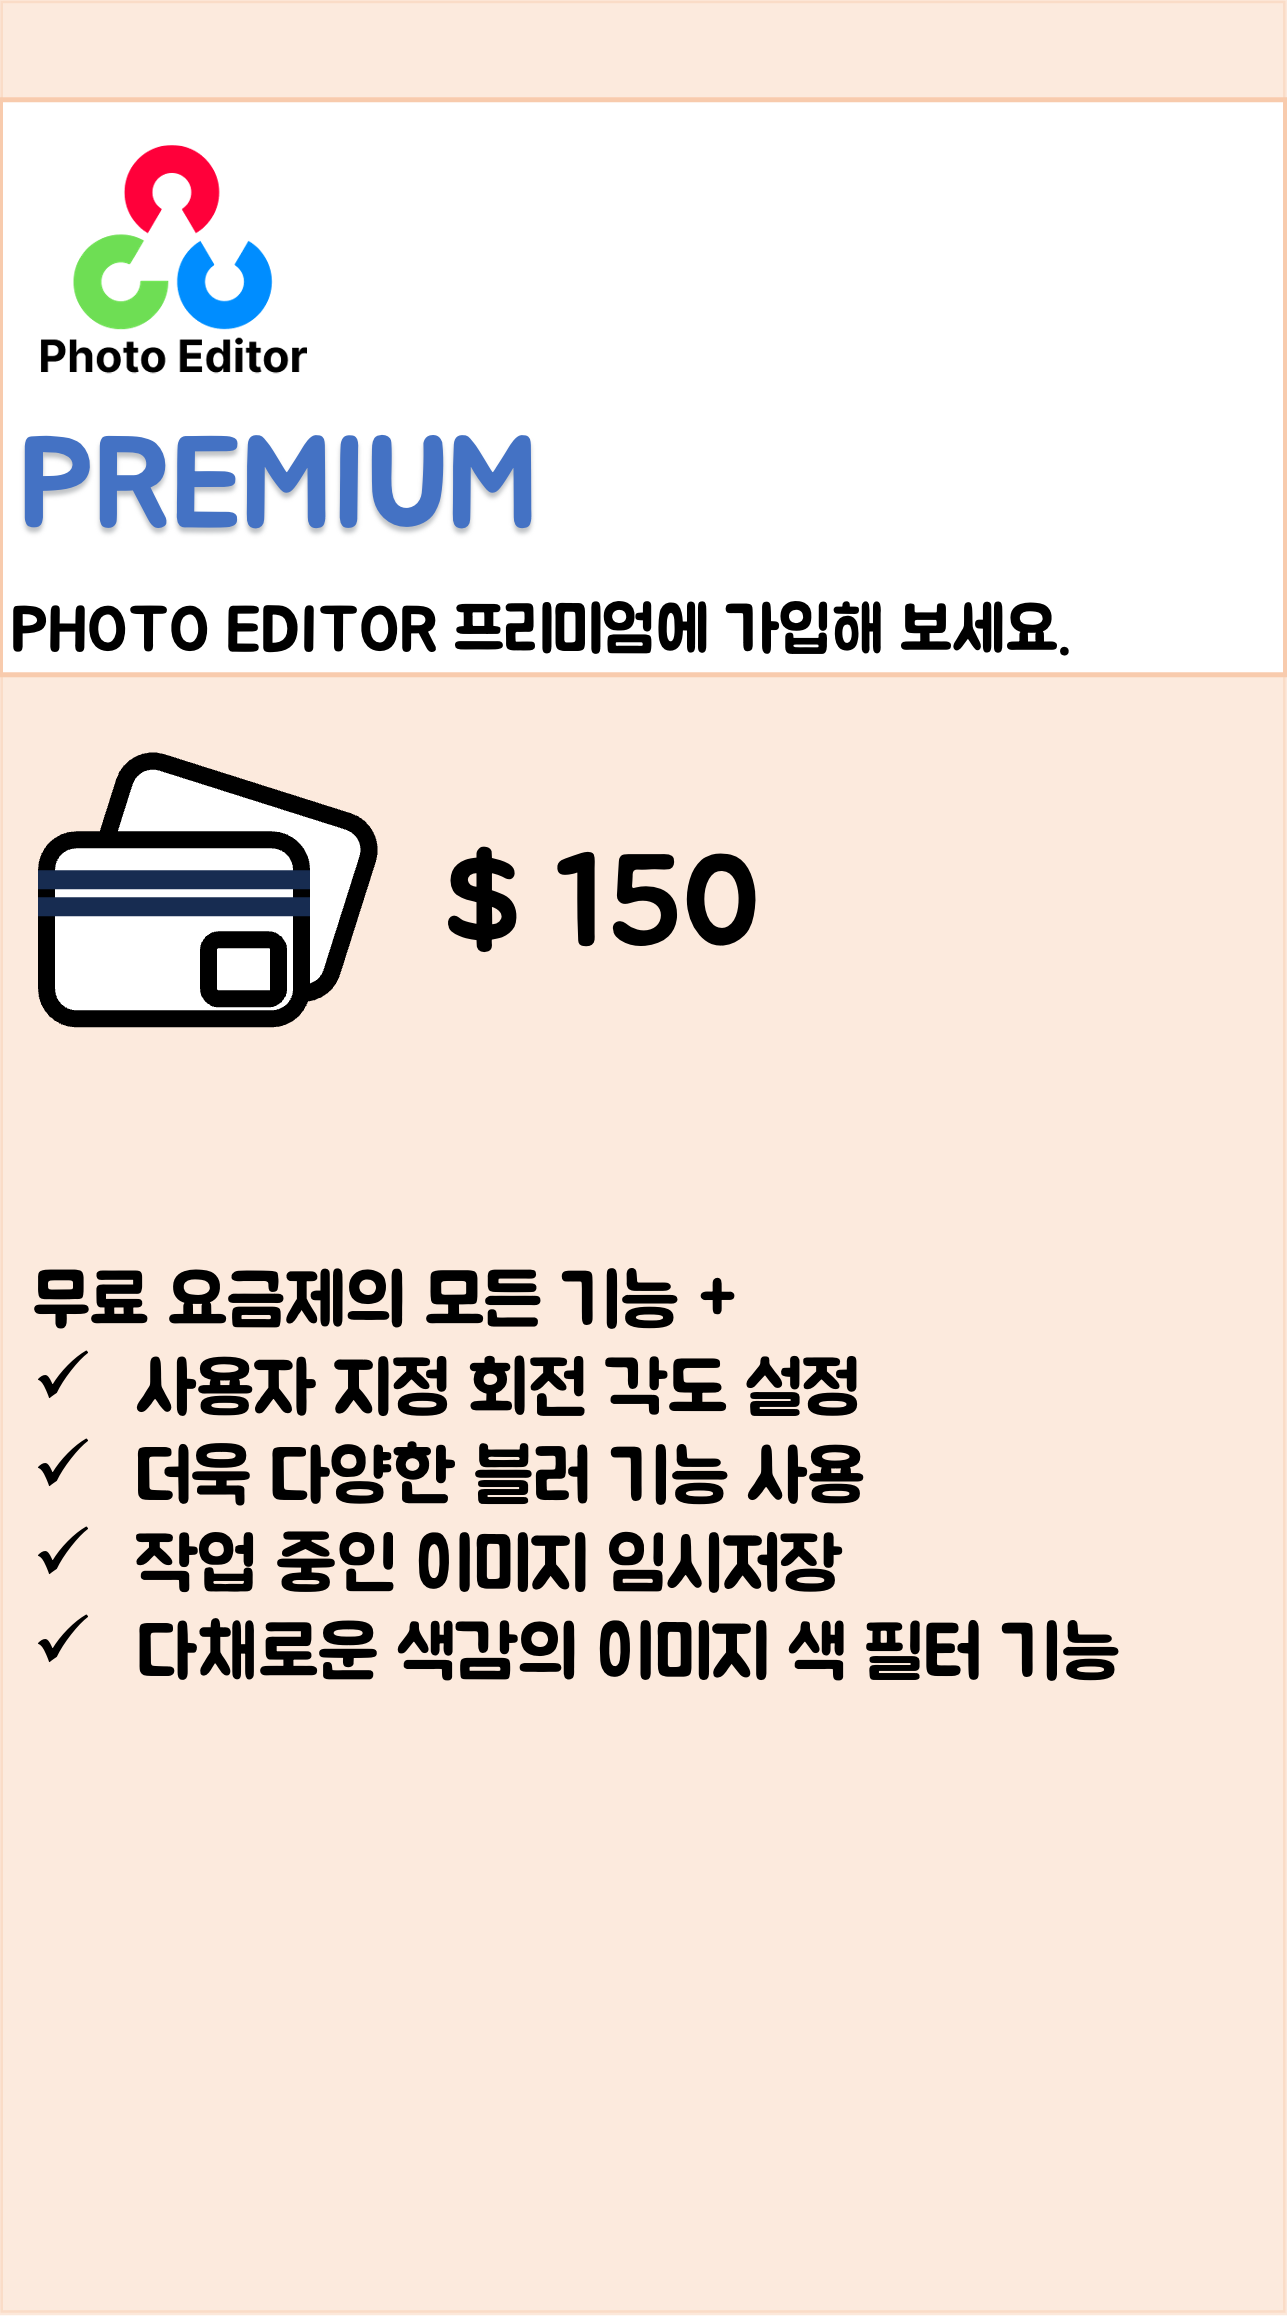 Photo Editor
PREMIUM
PHOTO EDITOR 프리미엄에 가입해 보세요.
$ 150
무료 요금제의 모든 기능 +
✓ 사용자 지정 회전 각도 설정
✓ 더욱 다양한 블러 기능 사용
✓ 작업 중인 이미지 임시저장
✓ 다채로운 색감의 이미지 색 필터 기능